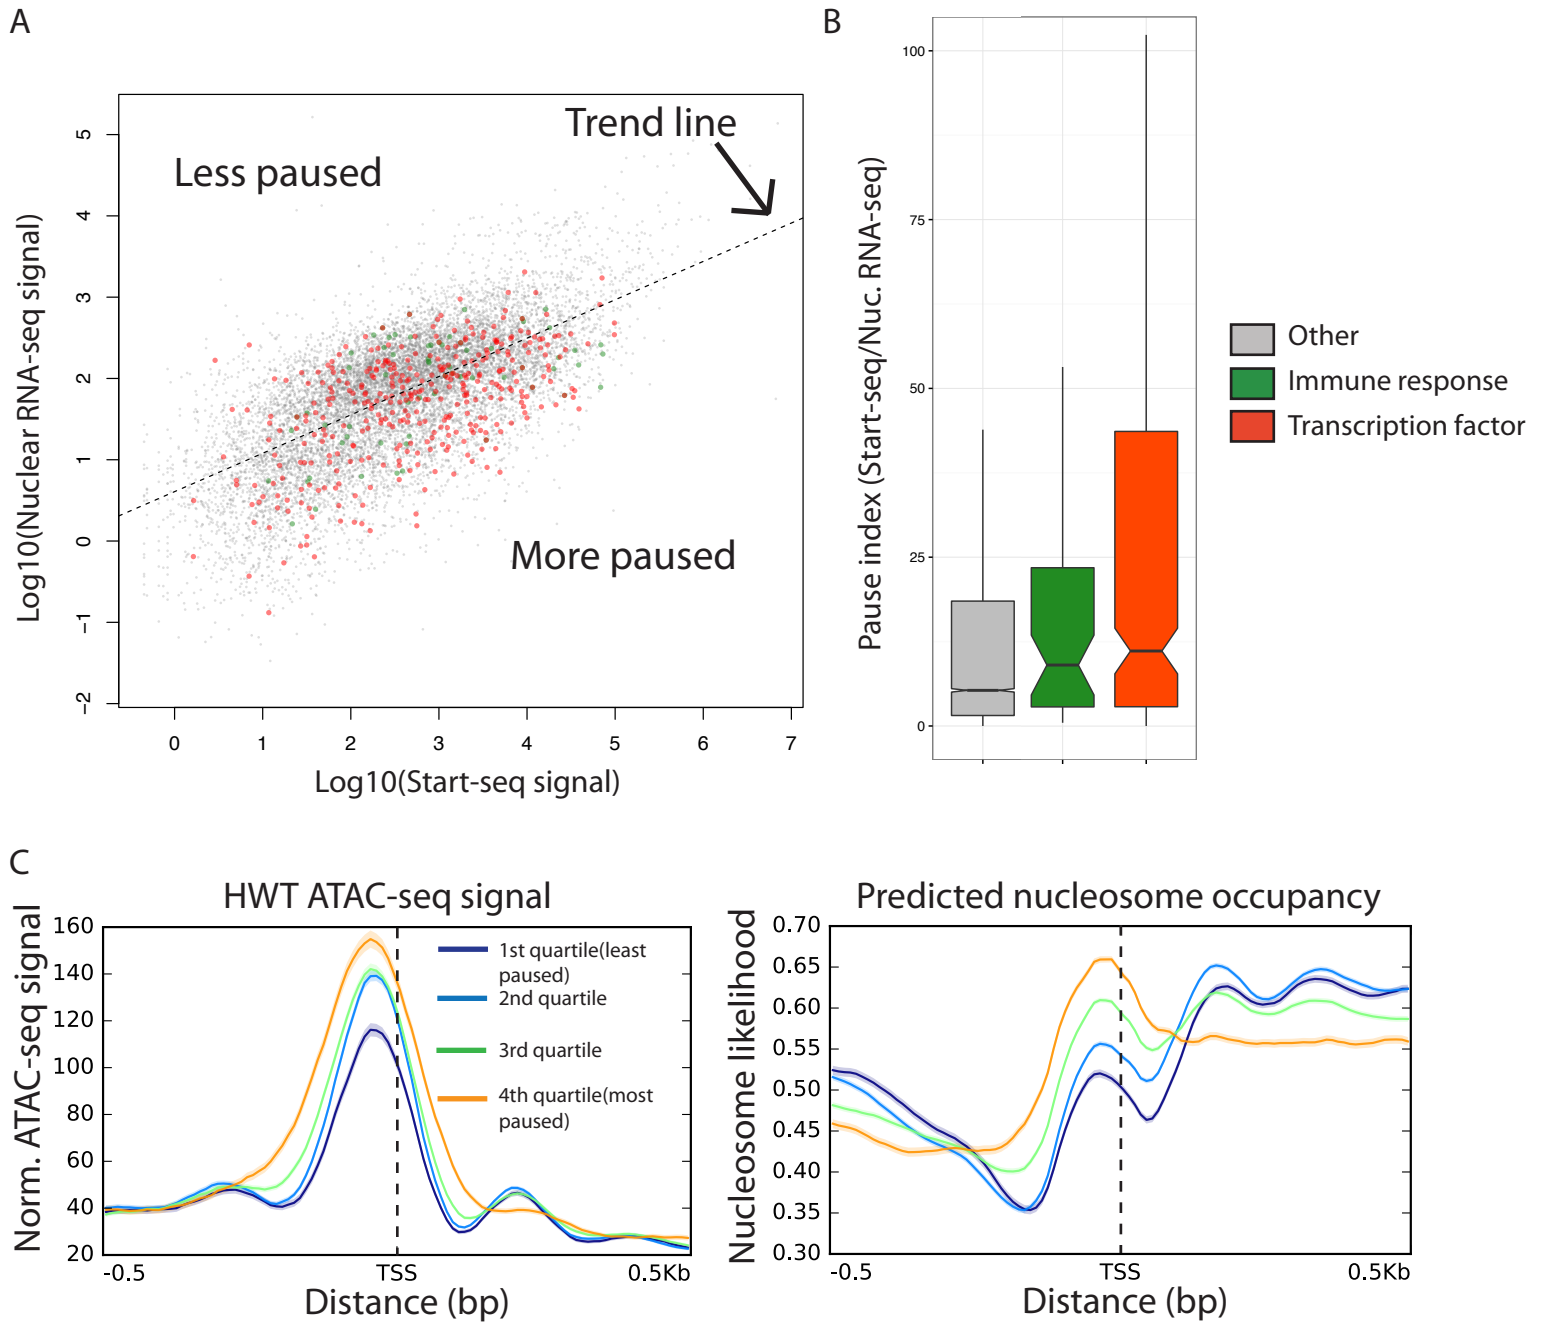 A
Less paused
Trend line
More paused
Log10(Nuclear RNA-seq signal)
5
4
3
2
1
0
−1
−2
0 1 2 3 4 5 6 7
Log10(Start-seq signal)
B
Pause index (Start-seq/Nuc. RNA-seq)
100
75
50
25
0
Other
Immune response
Transcription factor
C
HWT ATAC-seq signal
Norm. ATAC-seq signal
160
140
120
100
80
60
40
20
1st quartile(least
paused)
2nd quartile
3rd quartile
4th quartile(most
paused)
-0.5 TSS 0.5Kb
Distance (bp)
Predicted nucleosome occupancy
Nucleosome likelihood
0.70
0.65
0.60
0.55
0.50
0.45
0.40
0.35
0.30
-0.5 TSS 0.5Kb
Distance (bp)